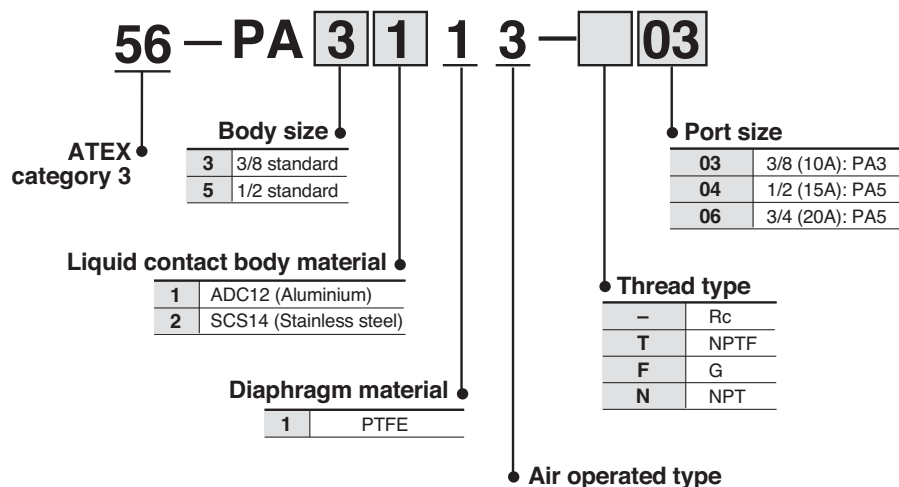 56 — PA 3 1 1 3 — 03
ATEX
category 3
Body size
3 3/8 standard
5 1/2 standard
Port size
03 3/8 (10A): PA3
04 1/2 (15A): PA5
06 3/4 (20A): PA5
Liquid contact body material
1 ADC12 (Aluminium)
2 SCS14 (Stainless steel)
Thread type
– Rc
T NPTF
F G
N NPT
Diaphragm material
1 PTFE
Air operated type